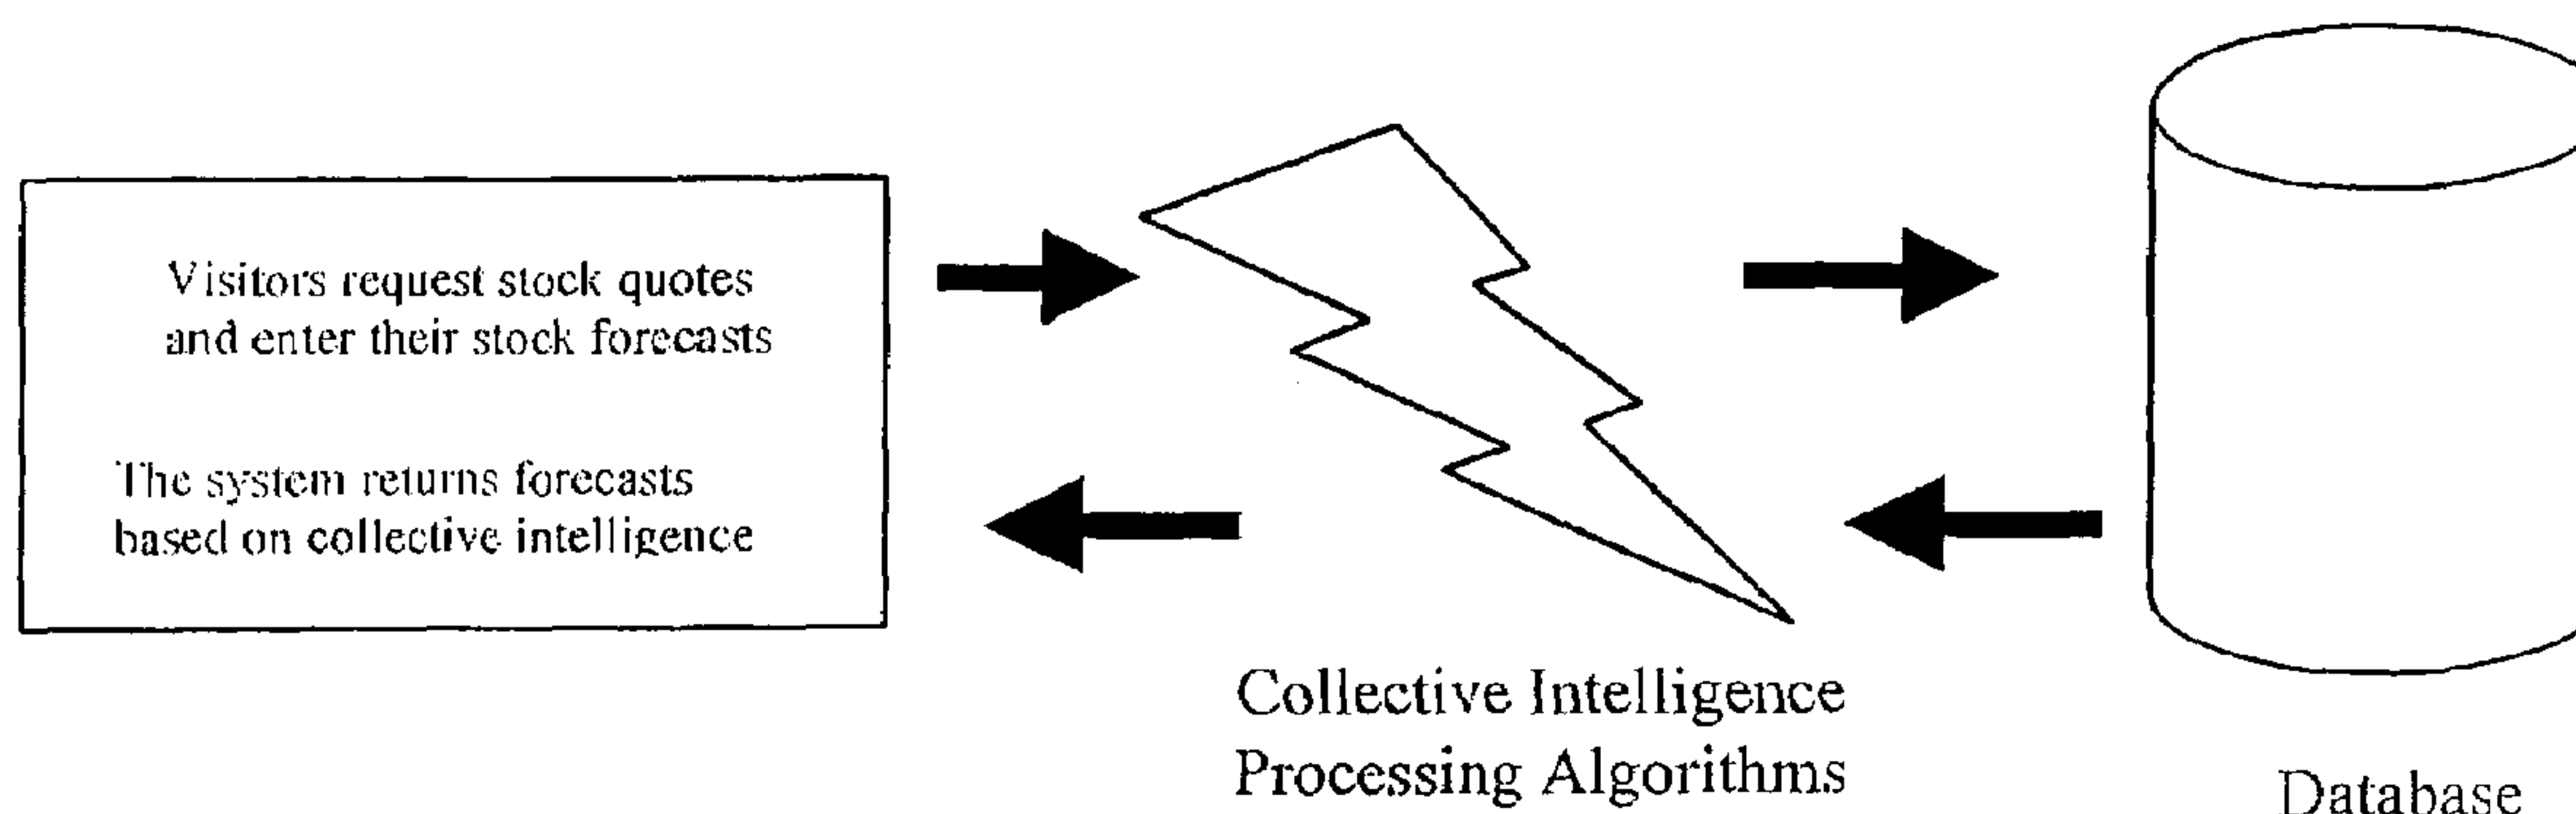 Visitors request stock quotes
and enter their stock forecasts
The system returns forecasts
based on collective intelligence
Collective Intelligence
Processing Algorithms
Database